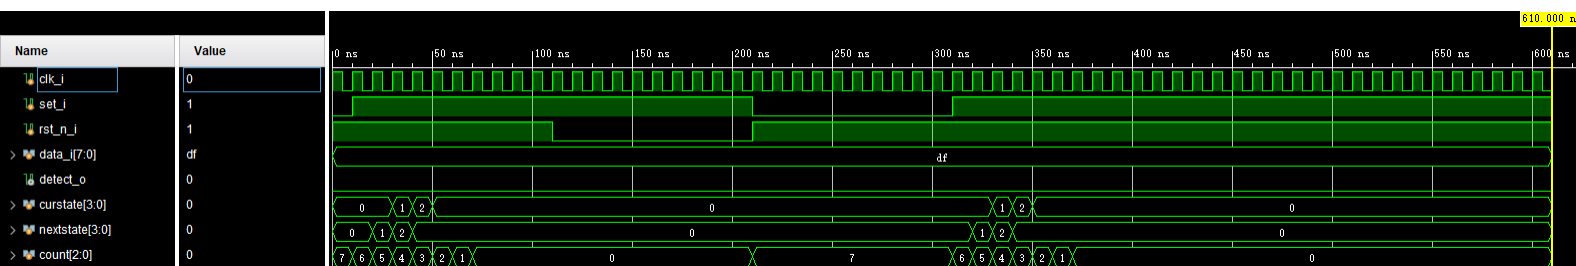 610.000 n
Name Value
0 ns 50 ns 100 ns 150 ns 200 ns 250 ns 300 ns 350 ns 400 ns 450 ns 500 ns 550 ns 600 ns
clk_i 0
set_i 1
rst_n_i 1
data_i[7:0] df df
detect_o 0
curstate[3:0] 0 0 1 2 0 1 2 0
nextstate[3:0] 0 0 1 2 0 1 2 0
count[2:0] 0 7 6 5 4 3 2 1 0 7 6 5 4 3 2 1 0